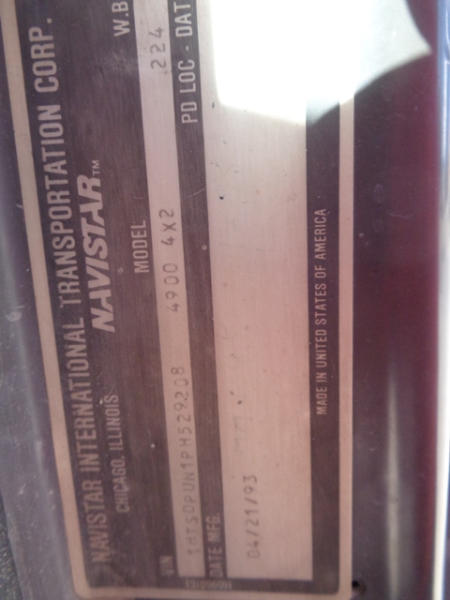 NAVISTAR INTERNATIONAL TRANSPORTATION CORP.
CHICAGO, ILLINOIS NAVISTAR™
VIN MODEL W.B
1HTSDPUN1PH529208 4900 4X2 224
DATE MFG. PD LOC - DAT
04/21/93
MADE IN UNITED STATES OF AMERICA